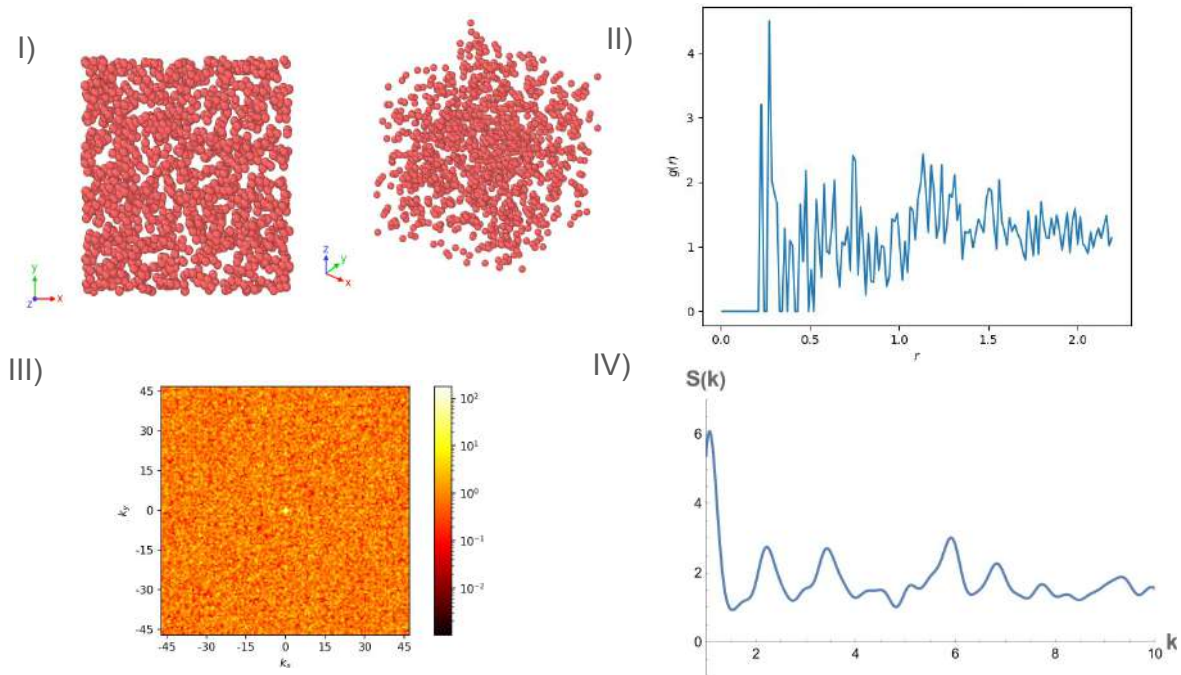 I)
y
x
z
z
y
x
II)
g(r)
4
3
2
1
0
0.0 0.5 1.0 1.5 2.0
r
III)
45
30
15
0
-15
-30
-45
k_y
-45 -30 -15 0 15 30 45
k_x
10^2
10^1
10^0
10^-1
10^-2
IV)
S(k)
6
4
2
0
2 4 6 8 10
k